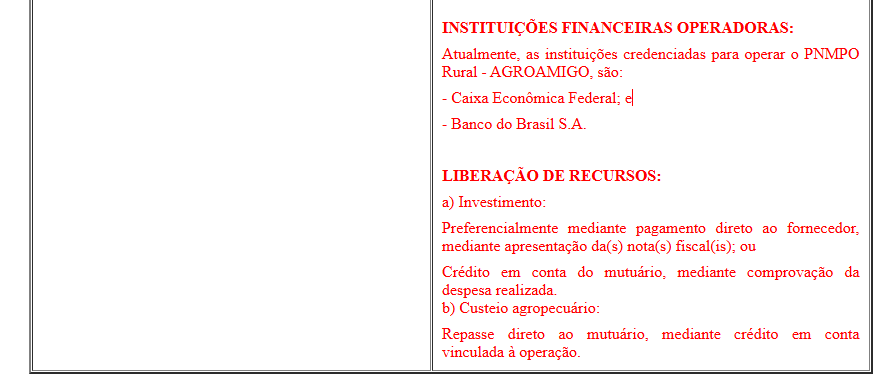 INSTITUIÇÕES FINANCEIRAS OPERADORAS:
Atualmente, as instituições credenciadas para operar o PNMPO
Rural - AGROAMIGO, são:
- Caixa Econômica Federal; e
- Banco do Brasil S.A.
LIBERAÇÃO DE RECURSOS:
a) Investimento:
Preferencialmente mediante pagamento direto ao fornecedor,
mediante apresentação da(s) nota(s) fiscal(is); ou
Crédito em conta do mutuário, mediante comprovação da
despesa realizada.
b) Custeio agropecuário:
Repasse direto ao mutuário, mediante crédito em conta
vinculada à operação.